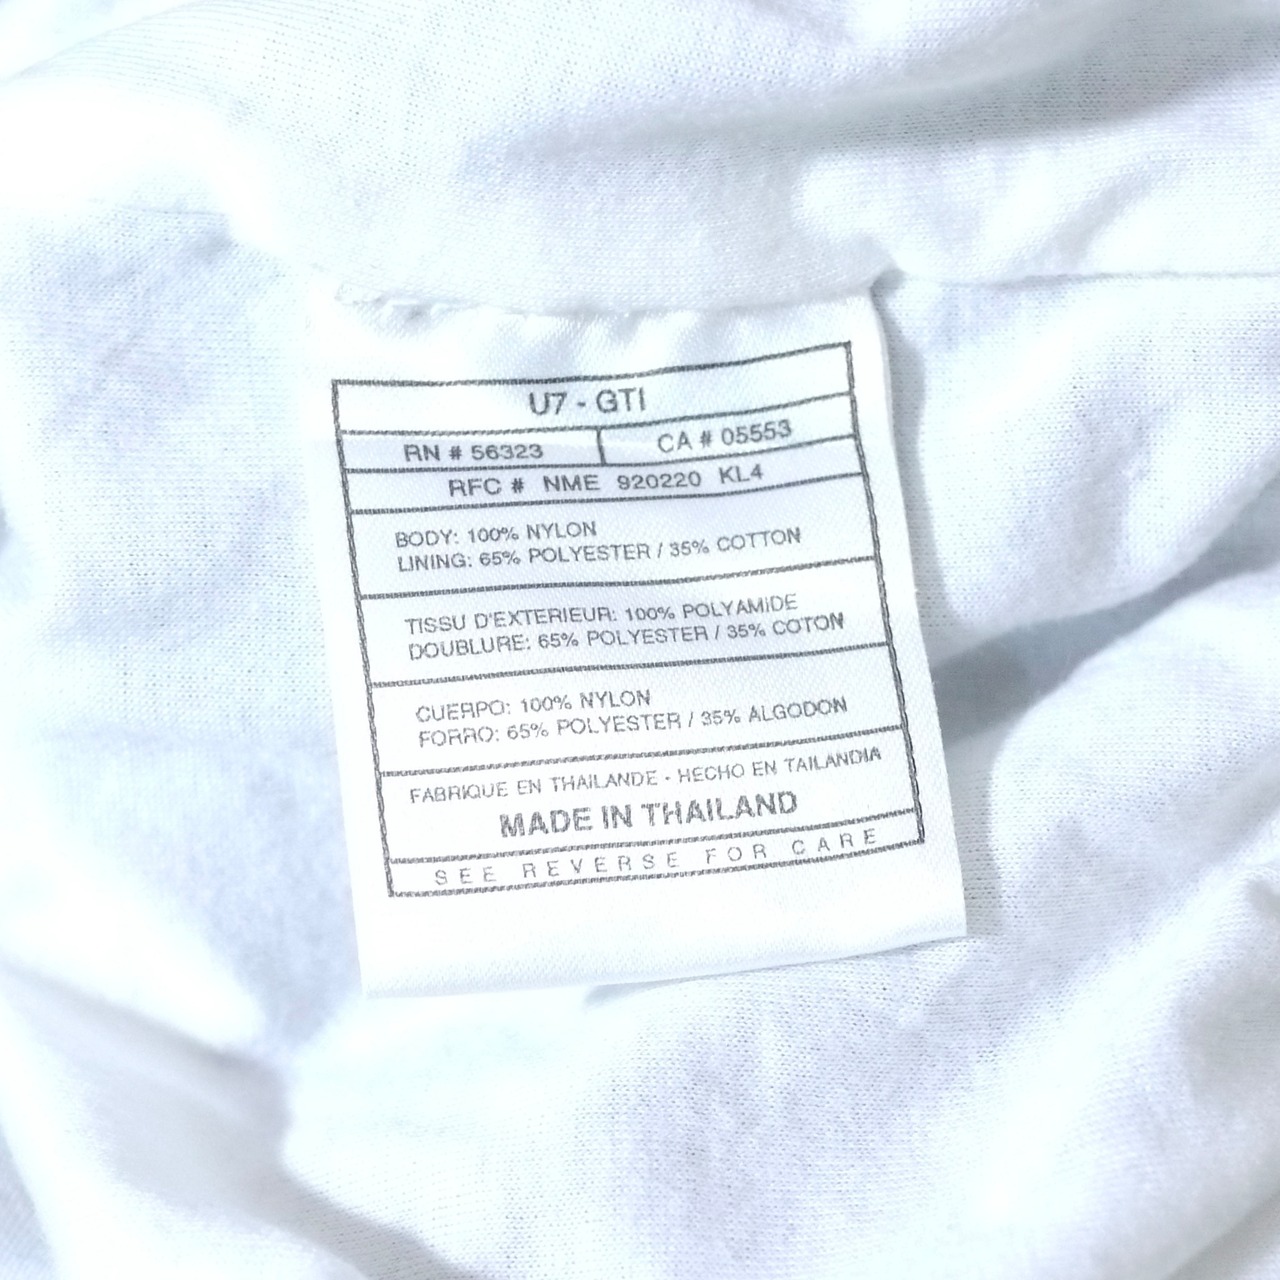 U7 - GTI
RN # 56323 CA # 05553
RFC # NME 920220 KL4
BODY: 100% NYLON
LINING: 65% POLYESTER / 35% COTTON
TISSU D'EXTERIEUR: 100% POLYAMIDE
DOUBLURE: 65% POLYESTER / 35% COTON
CUERPO: 100% NYLON
FORRO: 65% POLYESTER / 35% ALGODON
FABRIQUE EN THAILANDE - HECHO EN TAILANDIA
MADE IN THAILAND
SEE REVERSE FOR CARE